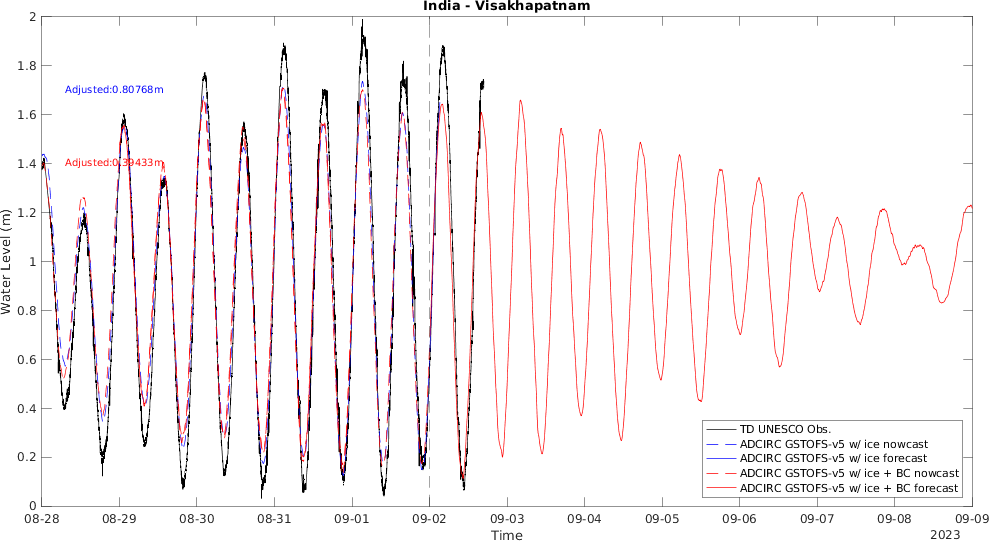 India - Visakhapatnam
Water Level (m)
2
1.8
1.6
1.4
1.2
1
0.8
0.6
0.4
0.2
0
Adjusted:0.80768m
Adjusted:0.39433m
TD UNESCO Obs.
ADCIRC GSTOFS-v5 w/ ice nowcast
ADCIRC GSTOFS-v5 w/ ice forecast
ADCIRC GSTOFS-v5 w/ ice + BC nowcast
ADCIRC GSTOFS-v5 w/ ice + BC forecast
08-28 08-29 08-30 08-31 09-01 09-02 09-03 09-04 09-05 09-06 09-07 09-08 09-09
Time
2023